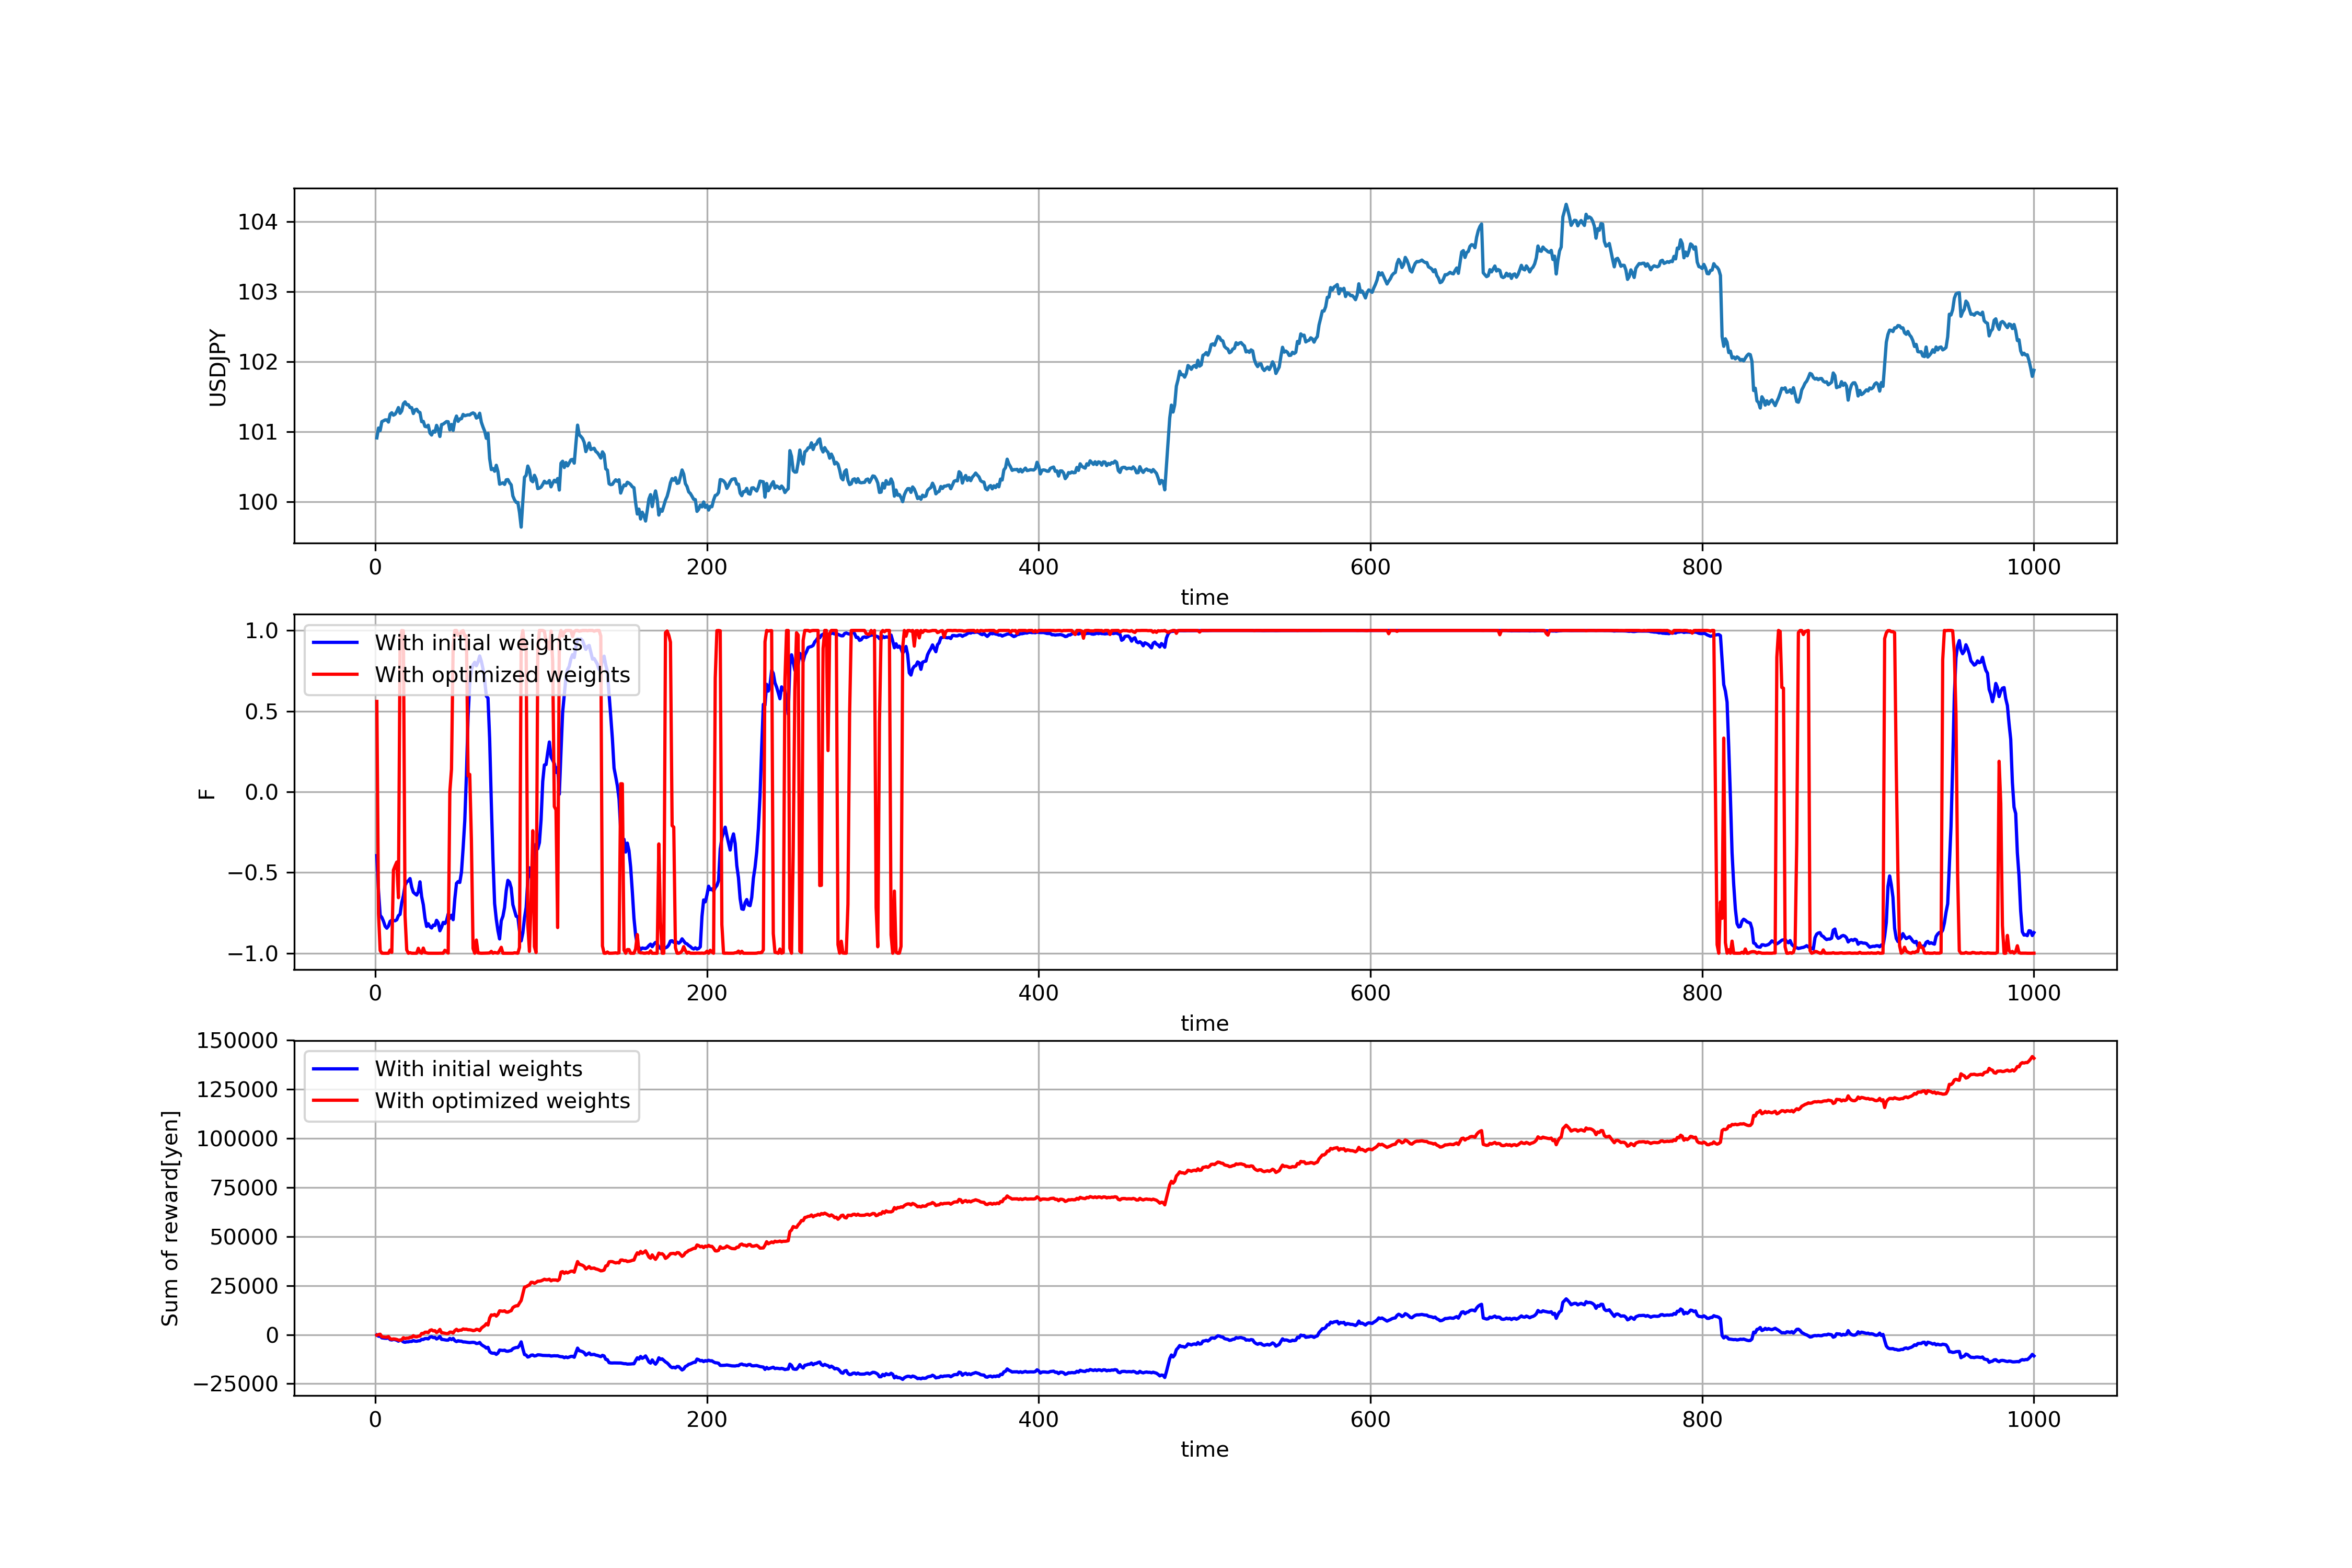 104
103
102
101
100
USDJPY
0 200 400 600 800 1000
time
With initial weights
With optimized weights
1.0
0.5
0.0
−0.5
−1.0
F
0 200 400 600 800 1000
time
With initial weights
With optimized weights
150000
125000
100000
75000
50000
25000
0
−25000
Sum of reward[yen]
0 200 400 600 800 1000
time